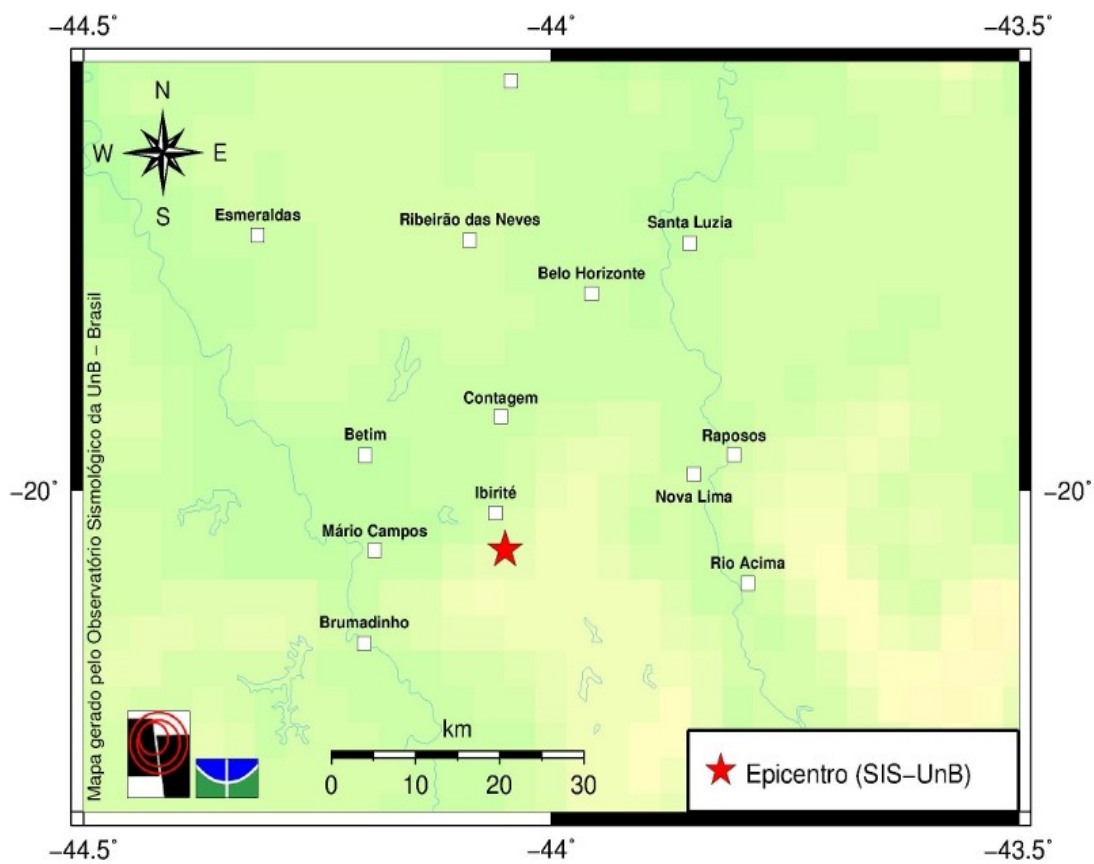 −44.5°
−44°
−43.5°
N
W
E
S
Esmeraldas
Ribeirão das Neves
Santa Luzia
Belo Horizonte
Contagem
Betim
Raposos
−20°
−20°
Ibirité
Nova Lima
Mário Campos
Rio Acima
Brumadinho
Mapa gerado pelo Observatório Sismológico da UnB − Brasil
km
0 10 20 30
Epicentro (SIS−UnB)
−44.5°
−44°
−43.5°